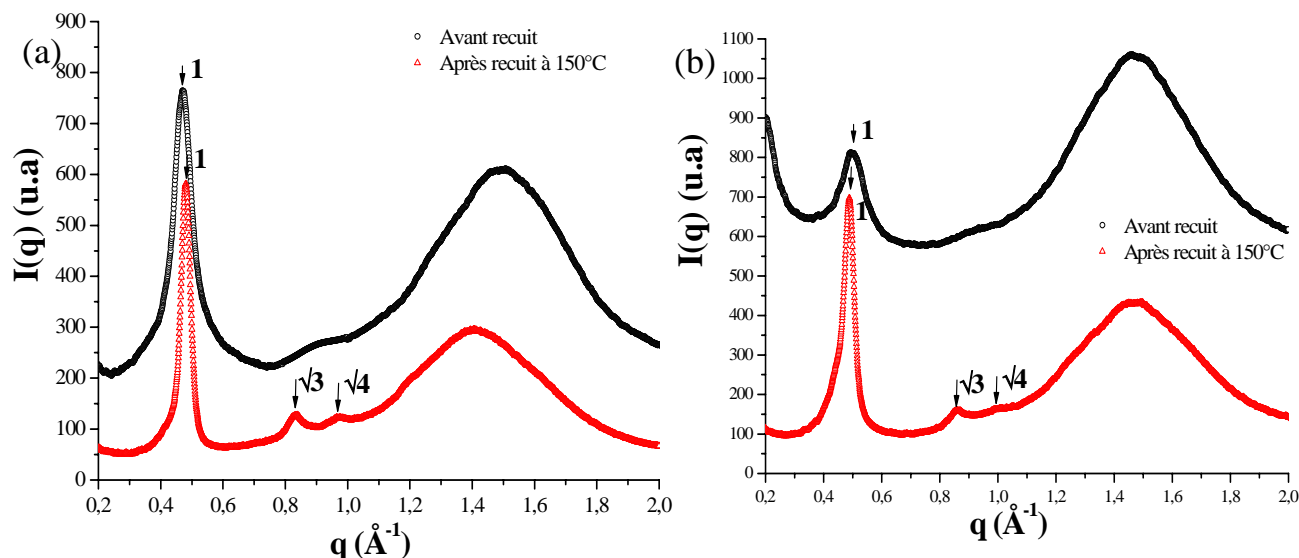 (a)
Avant recuit
Après recuit à 150°C
1
1
√3
√4
I(q) (u.a)
900
800
700
600
500
400
300
200
100
0
0,2 0,4 0,6 0,8 1,0 1,2 1,4 1,6 1,8 2,0
q (Å⁻¹)
(b)
1
1
Avant recuit
Après recuit à 150°C
√3
√4
I(q) (u.a)
1100
1000
900
800
700
600
500
400
300
200
100
0
0,2 0,4 0,6 0,8 1,0 1,2 1,4 1,6 1,8 2,0
q (Å⁻¹)